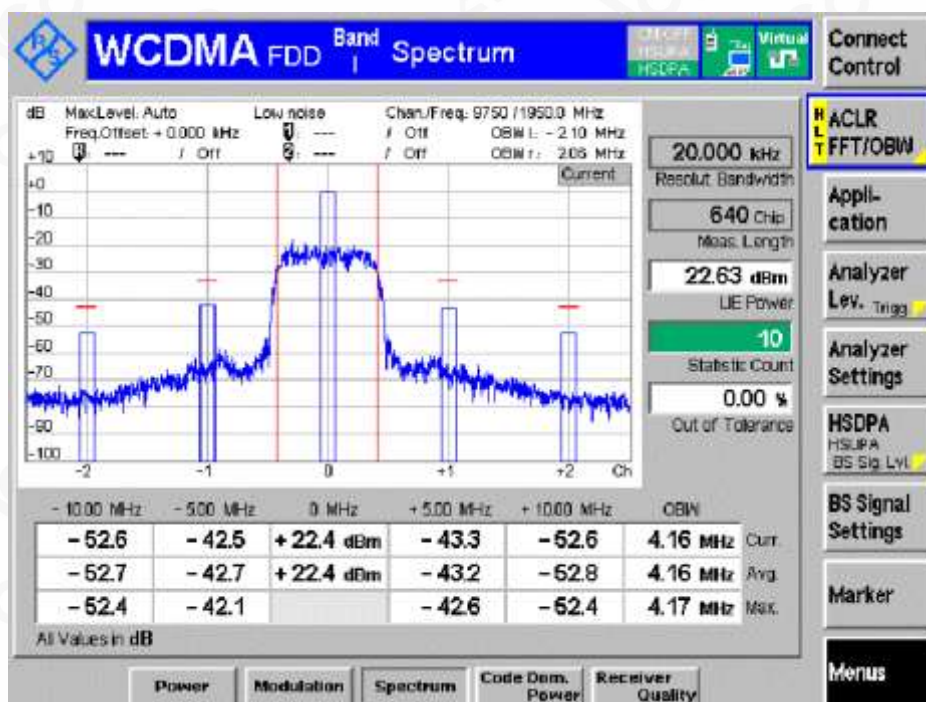 WCDMA FDD Band I Spectrum
HSDPA
Virtual
Connect Control
dB Max.Level: Auto Low noise Chan./Freq.: 9750 / 1950.0 MHz
Freq.Offset: + 0.000 kHz 1: --- / Off OBW l: - 2.10 MHz
--- / Off 2: --- / Off OBW r: 2.06 MHz
Current
+10
+0
-10
-20
-30
-40
-50
-60
-70
-90
-100
-2 -1 0 +1 +2 Ch
20.000 kHz
Resolut. Bandwidth
640 Chip
Meas. Length
22.63 dBm
UE Power
10
Statistic Count
0.00 %
Out of Tolerance
- 10.00 MHz - 5.00 MHz 0 MHz + 5.00 MHz + 10.00 MHz OBW
- 52.6 - 42.5 + 22.4 dBm - 43.3 - 52.6 4.16 MHz Curr.
- 52.7 - 42.7 + 22.4 dBm - 43.2 - 52.8 4.16 MHz Avg.
- 52.4 - 42.1 - 42.6 - 52.4 4.17 MHz Max.
All Values in dB
Power
Modulation
Spectrum
Code Dom. Power
Receiver Quality
HLT
ACLR
FFT/OBW
Appli-
cation
Analyzer
Lev. Trigg
Analyzer
Settings
HSDPA
HSUPA
BS Sig. Lvl.
BS Signal
Settings
Marker
Menus